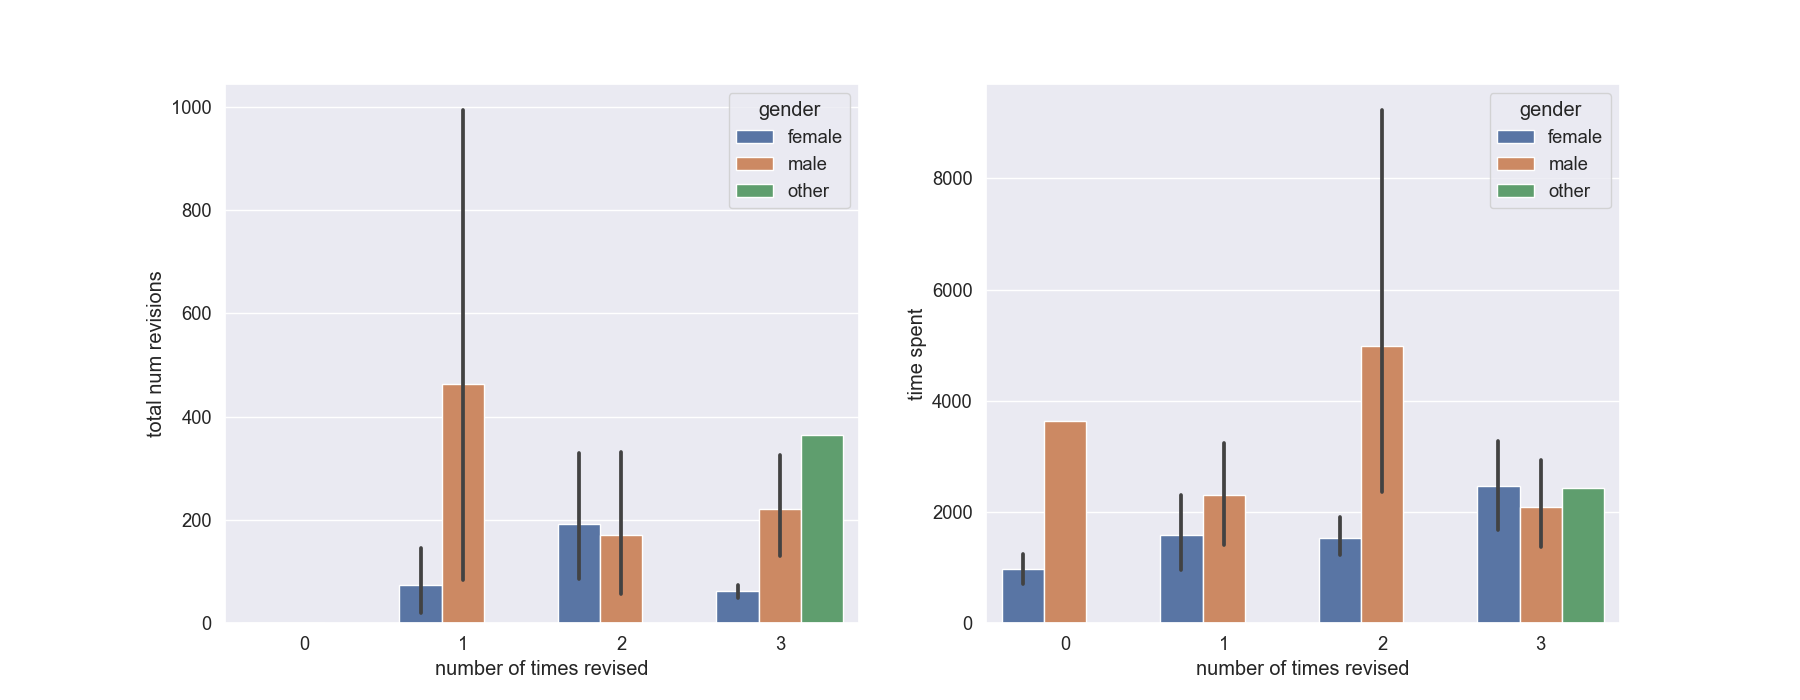 1000
800
600
400
200
0
total num revisions
0 1 2 3
number of times revised
gender
female
male
other
8000
6000
4000
2000
0
time spent
0 1 2 3
number of times revised
gender
female
male
other